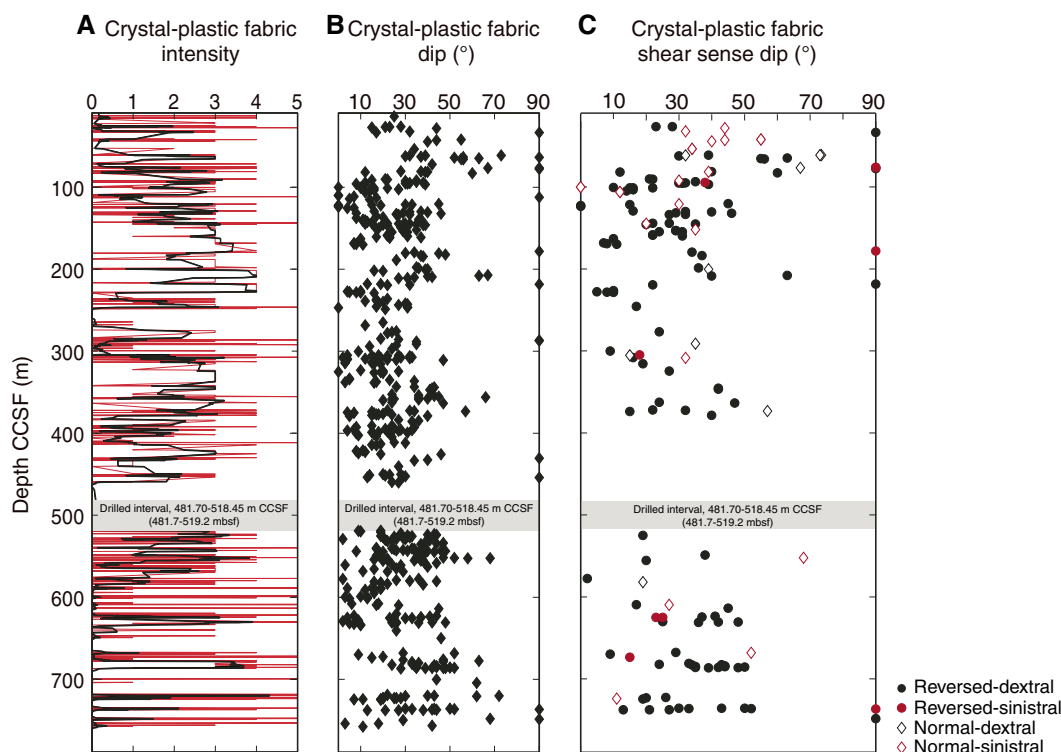 A Crystal-plastic fabric
intensity
B Crystal-plastic fabric
dip (°)
C Crystal-plastic fabric
shear sense dip (°)
0 1 2 3 4 5
10 30 50 70 90
10 30 50 70 90
Depth CCSF (m)
100
200
300
400
500
600
700
Drilled interval, 481.70-518.45 m CCSF
(481.7-519.2 mbsf)
Drilled interval, 481.70-518.45 m CCSF
(481.7-519.2 mbsf)
Drilled interval, 481.70-518.45 m CCSF
(481.7-519.2 mbsf)
Reversed-dextral
Reversed-sinistral
Normal-dextral
Normal-sinistral